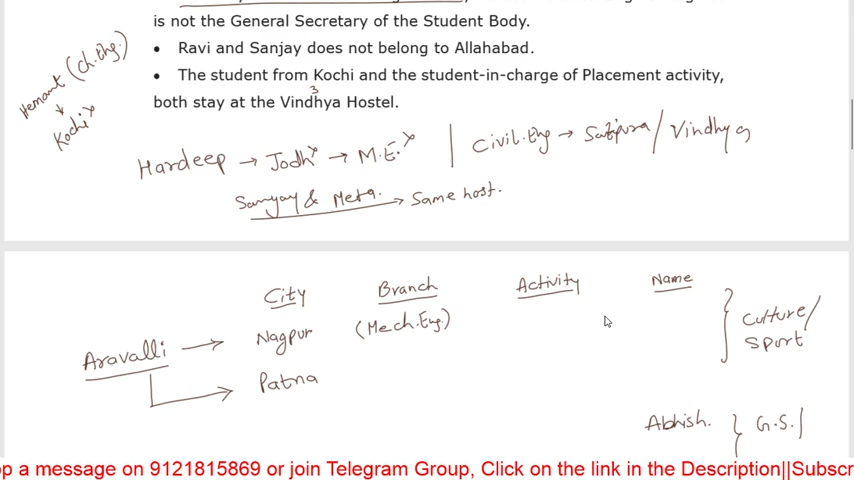 is not the General Secretary of the Student Body.
• Ravi and Sanjay does not belong to Allahabad.
• The student from Kochi and the student-in-charge of Placement activity,
3
both stay at the Vindhya Hostel.
Hemant (Ch.Eng.)
Kochi x
Hardeep → Jodh x → M.E. x | Civil.Eng → Satpura / Vindhya
Sanjay & Meta. → Same host.
City Branch Activity Name
Aravalli → Nagpur (Mech.Eng.)
Culture/
Sport
Patna
Abhish. } G.S.
op a message on 9121815869 or join Telegram Group, Click on the link in the Description||Subscr